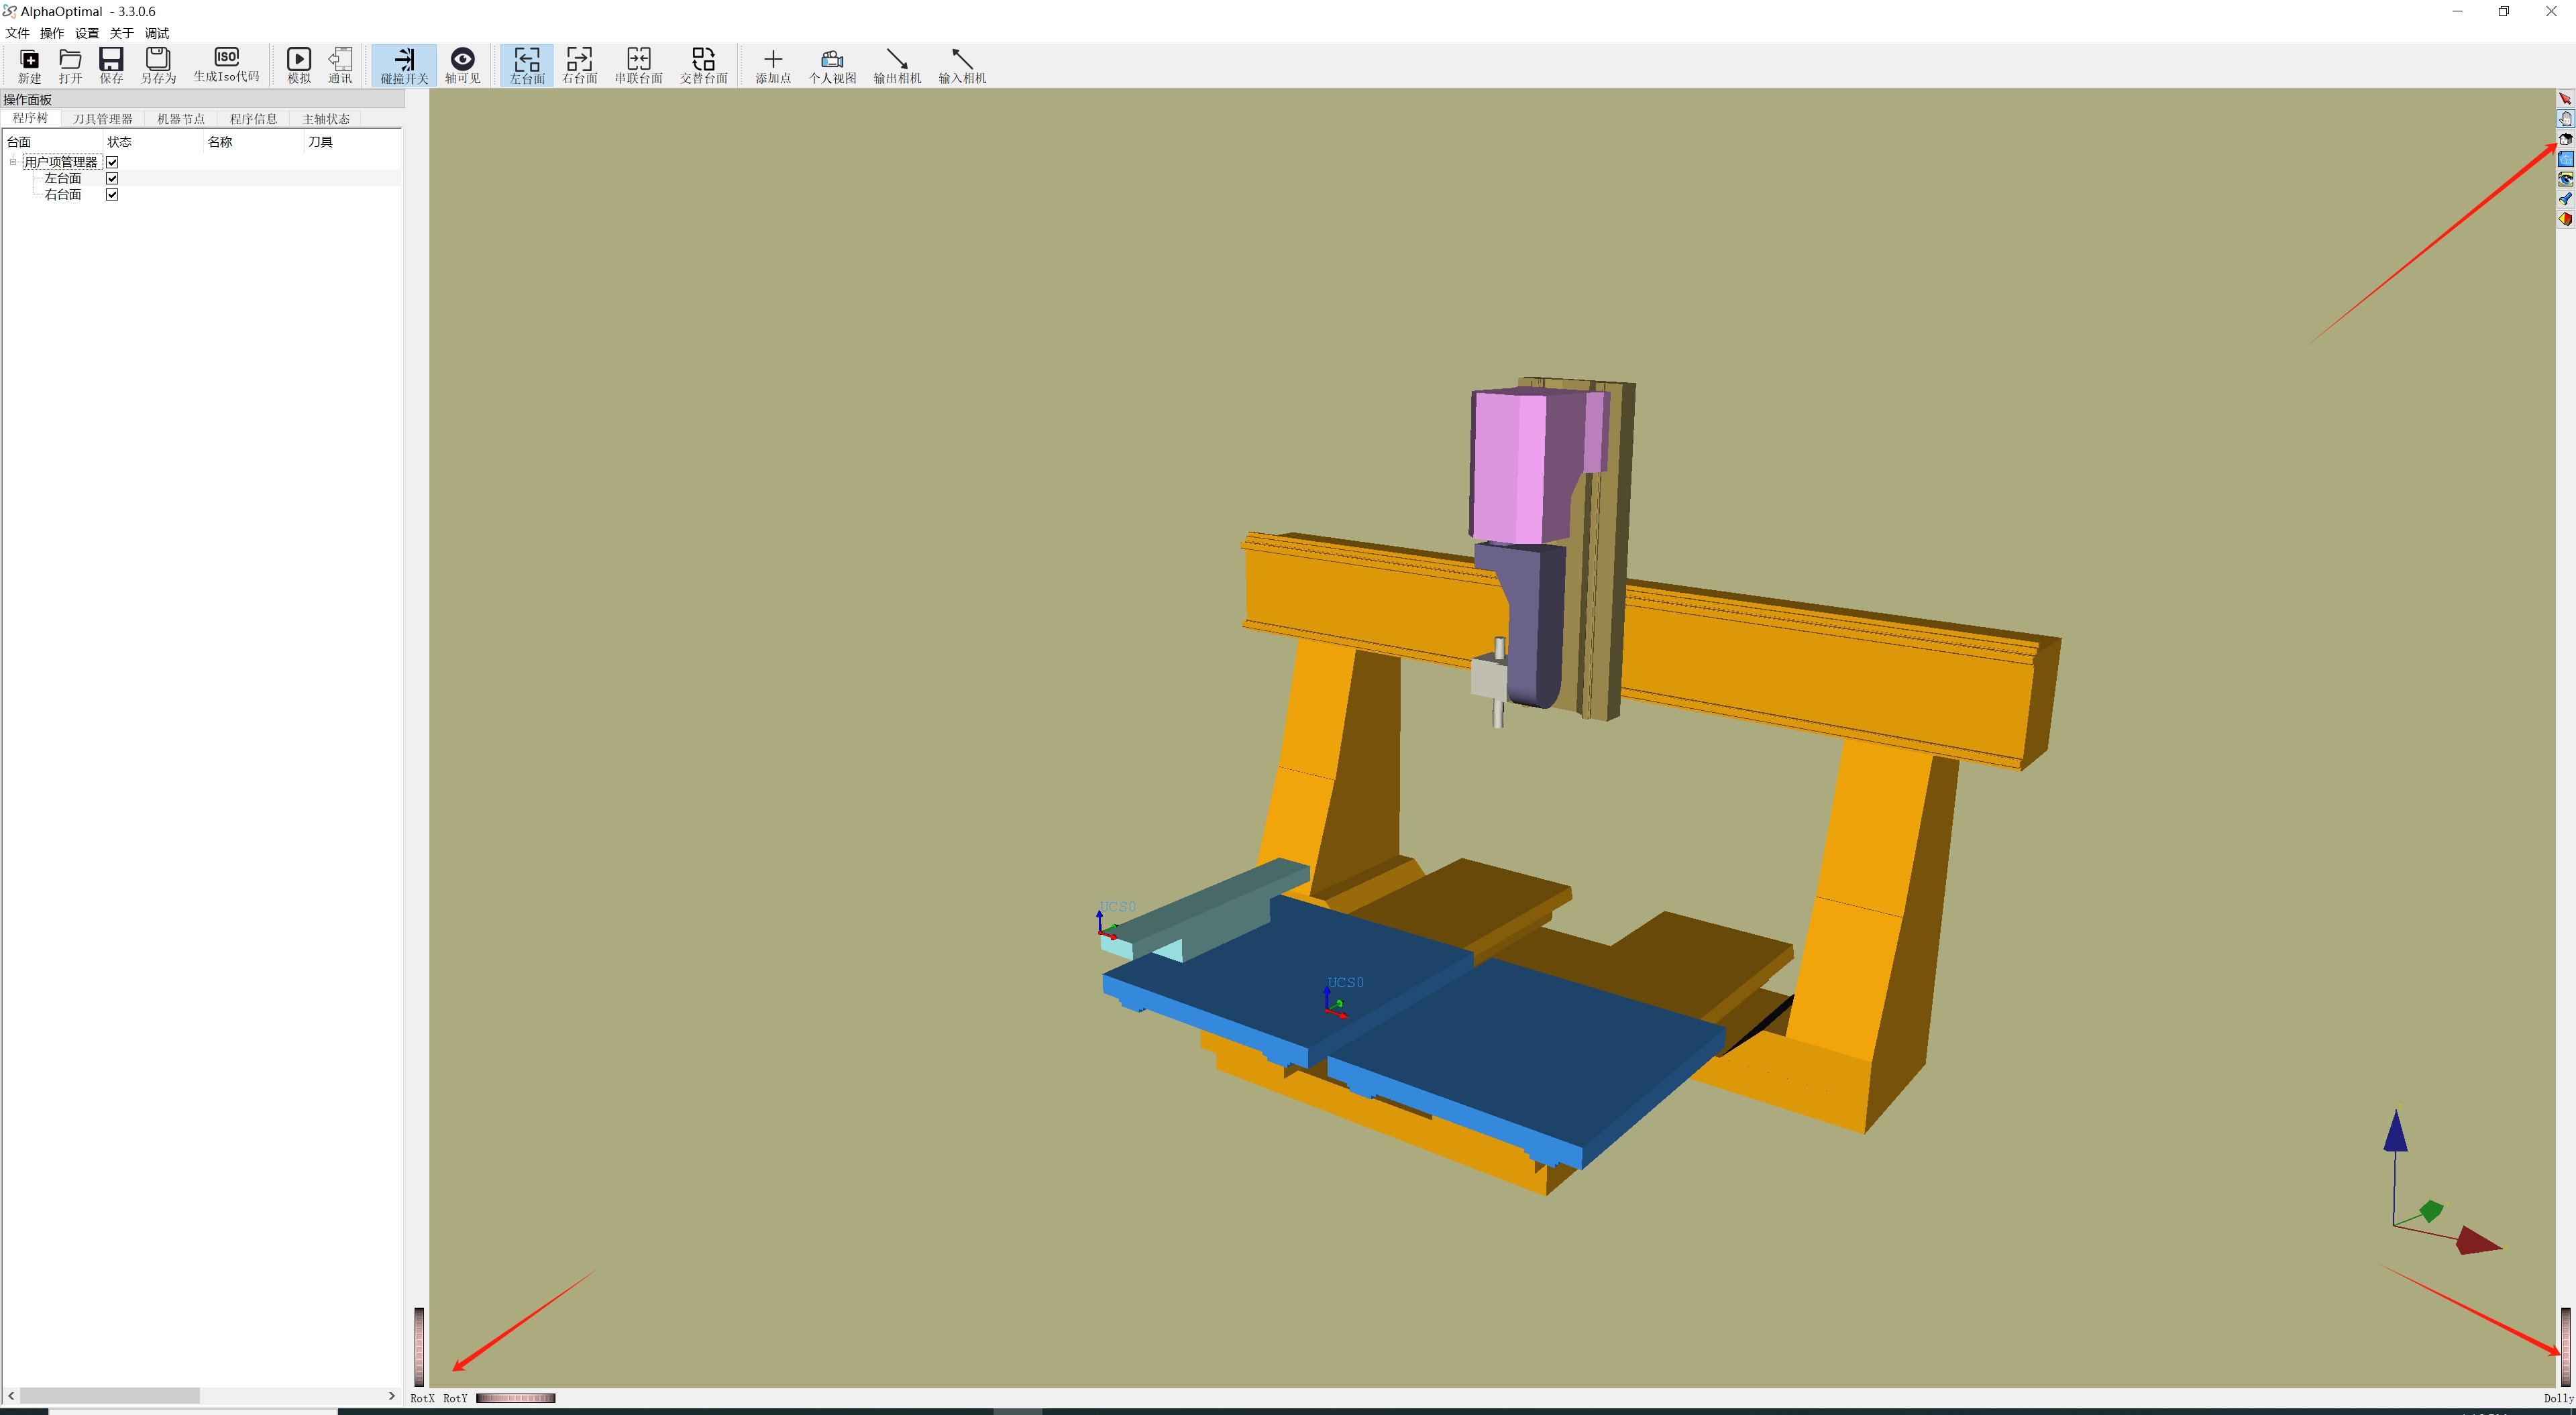 AlphaOptimal - 3.3.0.6
文件 操作 设置 关于 调试
新建 打开 保存 另存为 生成Iso代码 模拟 通讯 碰撞开关 轴可见 左台面 右台面 串联台面 交替台面 添加点 个人视图 输出相机 输入相机
操作面板
程序树 刀具管理器 机器节点 程序信息 主轴状态
台面 状态 名称 刀具
用户项管理器
左台面
右台面
UCS0
UCS0
RotX RotY Dolly